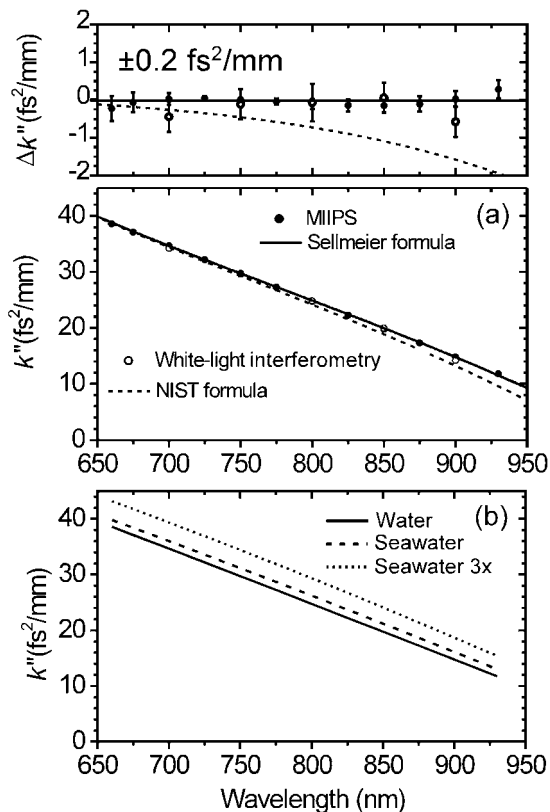 2
1
0
-1
-2
Δk"(fs²/mm)
±0.2 fs²/mm
40
30
20
10
0
k"(fs²/mm)
(a)
MIIPS
Sellmeier formula
White-light interferometry
NIST formula
650 700 750 800 850 900 950
40
30
20
10
0
k"(fs²/mm)
(b)
Water
Seawater
Seawater 3x
650 700 750 800 850 900 950
Wavelength (nm)